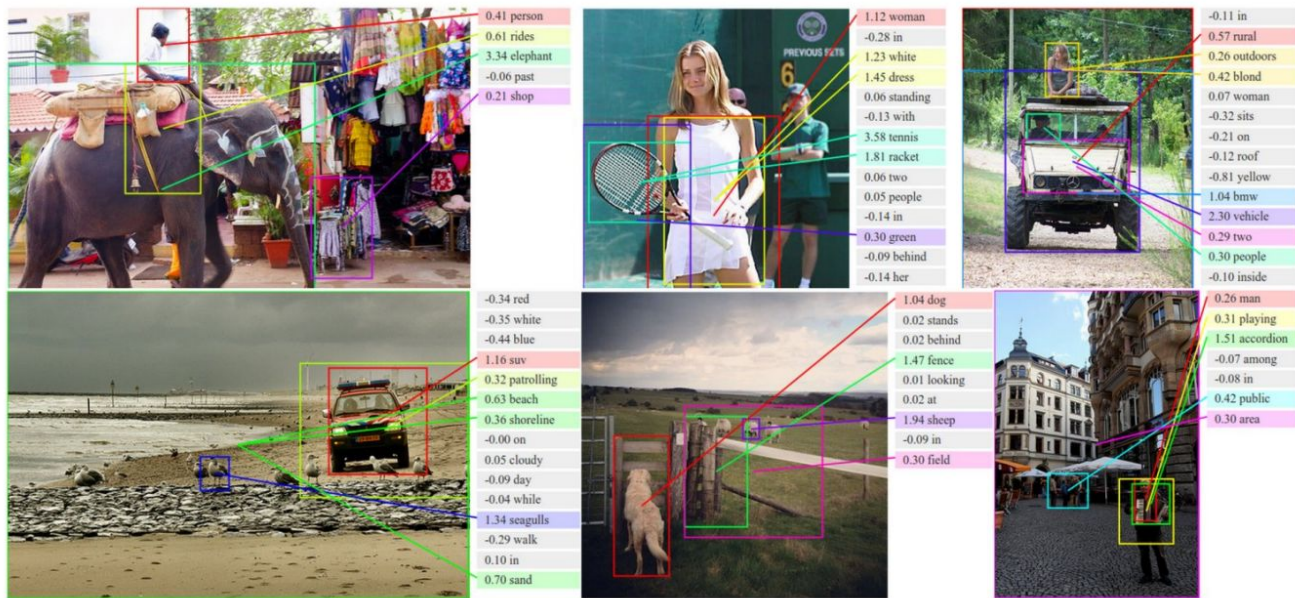 0.41 person
0.61 rides
3.34 elephant
-0.06 past
0.21 shop
PREVIOUS SETS
6
1.12 woman
-0.28 in
1.23 white
1.45 dress
0.06 standing
-0.13 with
3.58 tennis
1.81 racket
0.06 two
0.05 people
-0.14 in
0.30 green
-0.09 behind
-0.14 her
-0.11 in
0.57 rural
0.26 outdoors
0.42 blond
0.07 woman
-0.32 sits
-0.21 on
-0.12 roof
-0.81 yellow
1.04 bmw
2.30 vehicle
0.29 two
0.30 people
-0.10 inside
-0.34 red
-0.35 white
-0.44 blue
1.16 suv
0.32 patrolling
0.63 beach
0.36 shoreline
-0.00 on
0.05 cloudy
-0.09 day
-0.04 while
1.34 seagulls
-0.29 walk
0.10 in
0.70 sand
1.04 dog
0.02 stands
0.02 behind
1.47 fence
0.01 looking
0.02 at
1.94 sheep
-0.09 in
0.30 field
0.26 man
0.31 playing
1.51 accordion
-0.07 among
-0.08 in
0.42 public
0.30 area